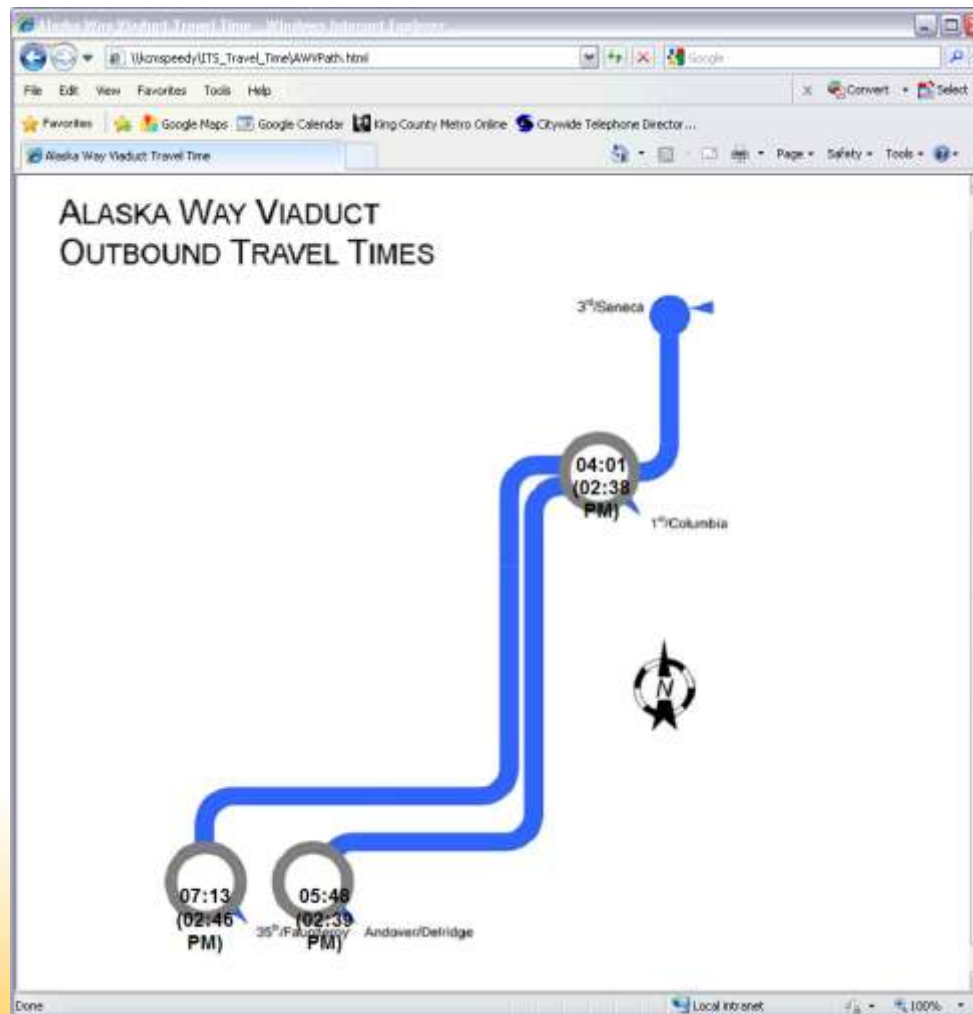 Alaska Way Viaduct Travel Time - Windows Internet Explorer
\\kcmspeedy\ITS_Travel_Time\AWVPath.html
Google
File Edit View Favorites Tools Help
x Convert Select
Favorites Google Maps Google Calendar King County Metro Online Citywide Telephone Director...
Alaska Way Viaduct Travel Time
Page Safety Tools
ALASKA WAY VIADUCT
OUTBOUND TRAVEL TIMES
3rd/Seneca
04:01
(02:38
PM)
1st/Columbia
N
07:13
(02:46
PM)
35th/Fauntleroy
05:48
(02:39
PM)
Andover/Delridge
Done
Local intranet
100%